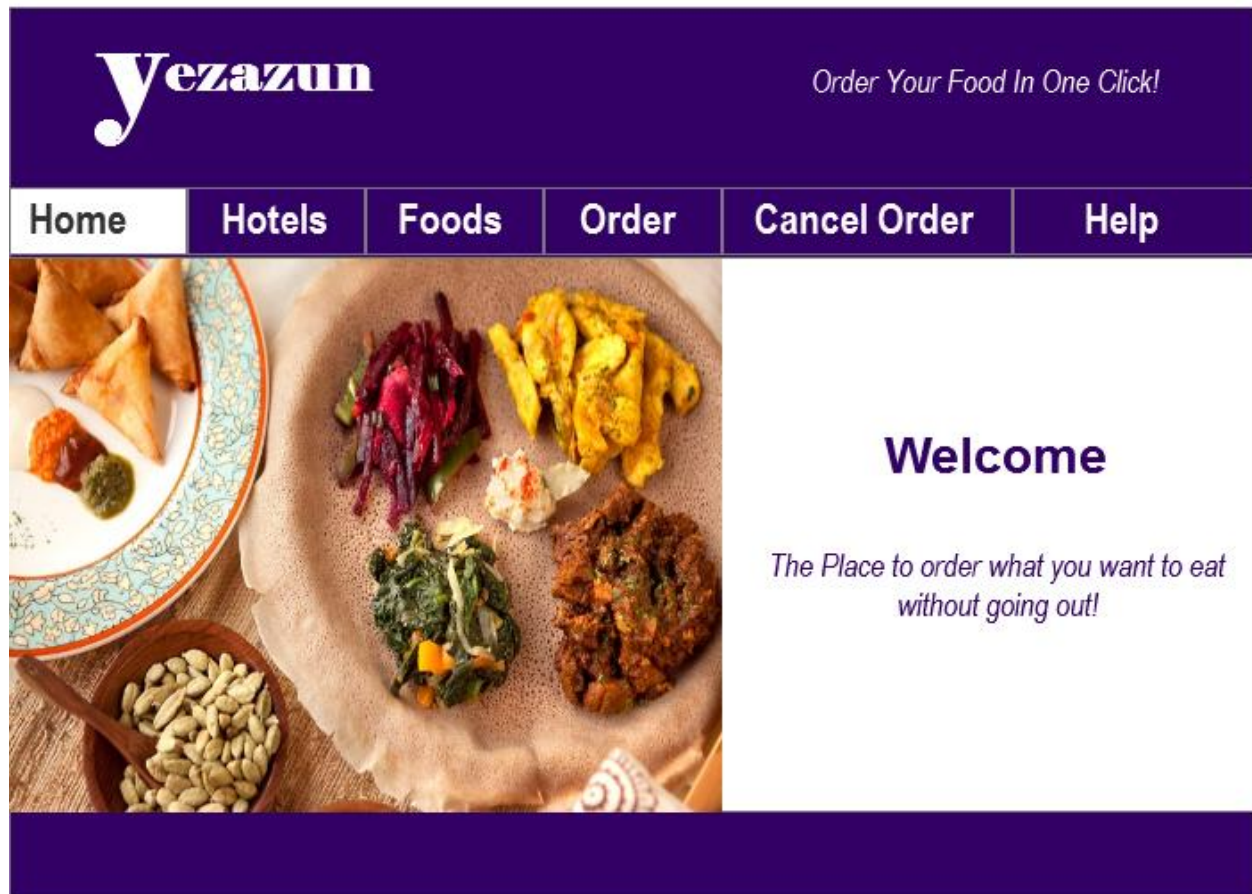 yezazun
Order Your Food In One Click!
Home Hotels Foods Order Cancel Order Help
Welcome
The Place to order what you want to eat
without going out!